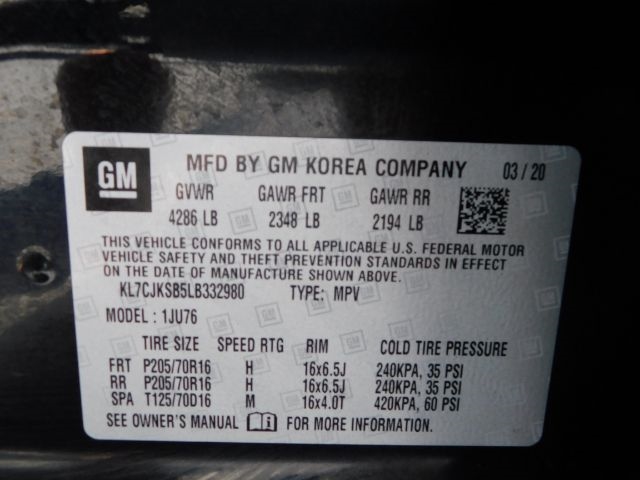 GM MFD BY GM KOREA COMPANY 03/20
GVWR GAWR FRT GAWR RR
4286 LB 2348 LB 2194 LB
THIS VEHICLE CONFORMS TO ALL APPLICABLE U.S. FEDERAL MOTOR
VEHICLE SAFETY AND THEFT PREVENTION STANDARDS IN EFFECT
ON THE DATE OF MANUFACTURE SHOWN ABOVE.
KL7CJKSB5LB332980 TYPE: MPV
MODEL : 1JU76
TIRE SIZE SPEED RTG RIM COLD TIRE PRESSURE
FRT P205/70R16 H 16x6.5J 240KPA, 35 PSI
RR P205/70R16 H 16x6.5J 240KPA, 35 PSI
SPA T125/70D16 M 16x4.0T 420KPA, 60 PSI
SEE OWNER'S MANUAL FOR MORE INFORMATION.